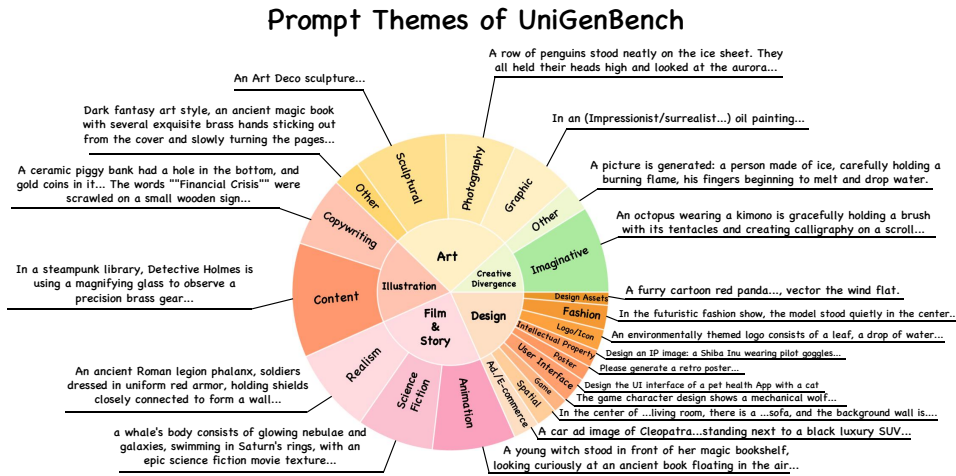 Prompt Themes of UniGenBench
A row of penguins stood neatly on the ice sheet. They
all held their heads high and looked at the aurora...
An Art Deco sculpture...
Dark fantasy art style, an ancient magic book
with several exquisite brass hands sticking out
from the cover and slowly turning the pages...
In an (Impressionist/surrealist...) oil painting...
A ceramic piggy bank had a hole in the bottom, and
gold coins in it... The words ""Financial Crisis"" were
scrawled on a small wooden sign...
A picture is generated: a person made of ice, carefully holding a
burning flame, his fingers beginning to melt and drop water.
An octopus wearing a kimono is gracefully holding a brush
with its tentacles and creating calligraphy on a scroll...
In a steampunk library, Detective Holmes is
using a magnifying glass to observe a
precision brass gear...
A furry cartoon red panda..., vector the wind flat.
In the futuristic fashion show, the model stood quietly in the center..
An environmentally themed logo consists of a leaf, a drop of water...
Design an IP image: a Shiba Inu wearing pilot goggles...
Please generate a retro poster...
Design the UI interface of a pet health App with a cat
The game character design shows a mechanical wolf...
In the center of ...living room, there is a ...sofa, and the background wall is....
A car ad image of Cleopatra...standing next to a black luxury SUV...
A young witch stood in front of her magic bookshelf,
looking curiously at an ancient book floating in the air...
An ancient Roman legion phalanx, soldiers
dressed in uniform red armor, holding shields
closely connected to form a wall...
a whale's body consists of glowing nebulae and
galaxies, swimming in Saturn's rings, with an
epic science fiction movie texture...
Other
Sculptural
Photography
Graphic
Other
Imaginative
Copywriting
Content
Realism
Science
Fiction
Animation
Art
Creative
Divergence
Illustration
Film
&
Story
Design
Design Assets
Fashion
Logo/Icon
Intellectual Property
Poster
User Interface
Game
Spatial
Ad./E-commerce